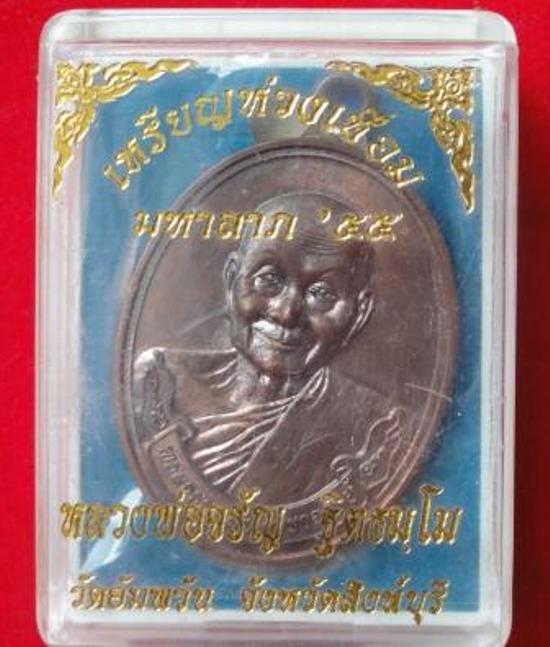 เหรียญห่วงเชื่อม
มหาลาภ '๕๕
หลวงพ่อจรัญ ฐิตธมฺโม
วัดอัมพวัน จังหวัดสิงห์บุรี